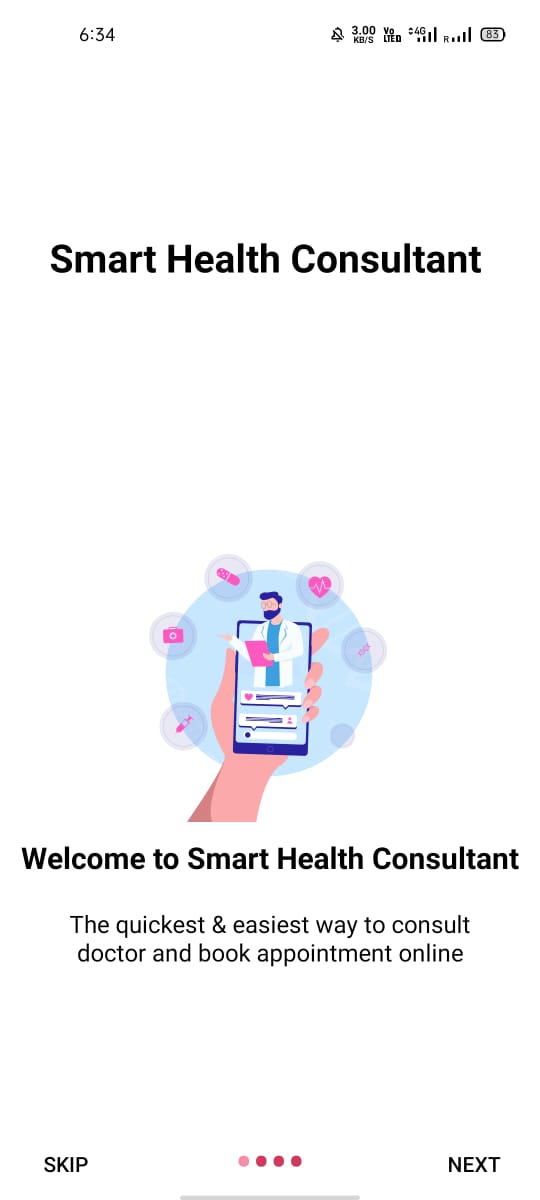 6:34
3.00 KB/S
Vo LTE
4G
R
83
Smart Health Consultant
Welcome to Smart Health Consultant
The quickest & easiest way to consult
doctor and book appointment online
SKIP
NEXT